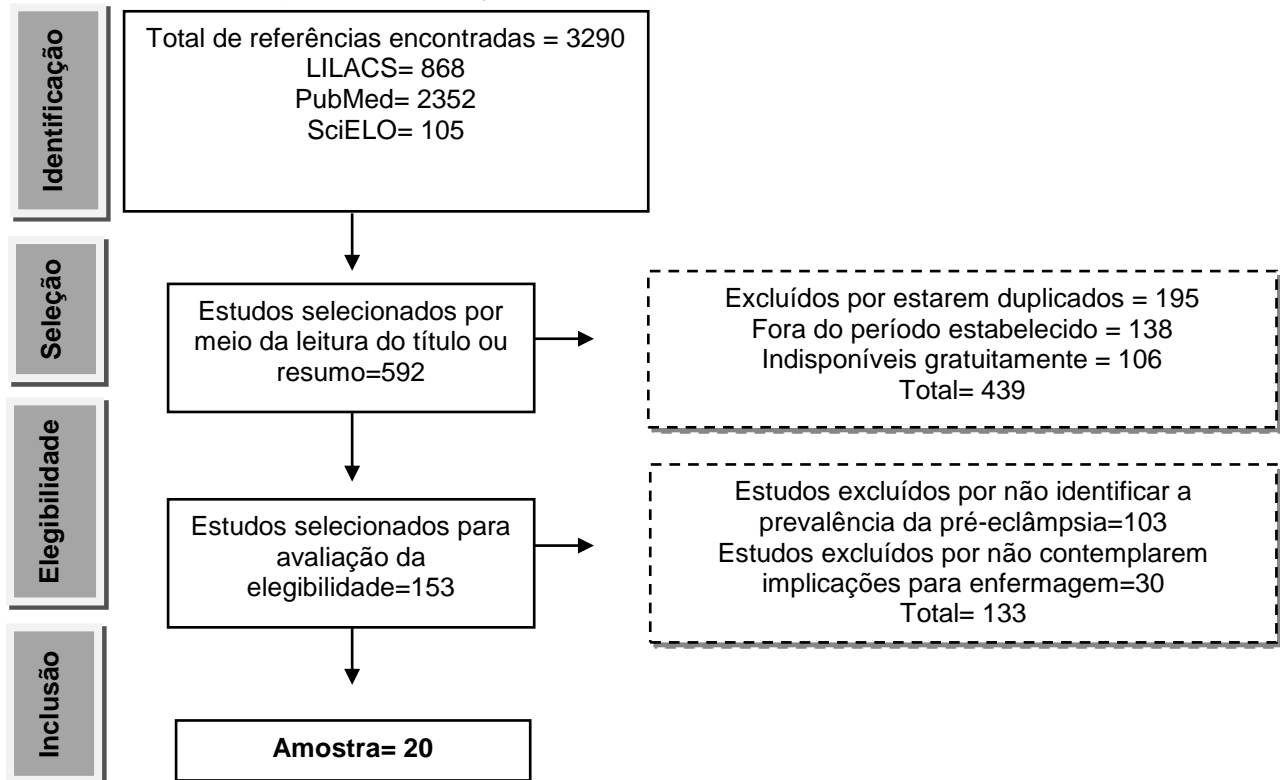 Identificação
Total de referências encontradas = 3290
LILACS= 868
PubMed= 2352
SciELO= 105
Seleção
Estudos selecionados por
meio da leitura do título ou
resumo=592
Excluídos por estarem duplicados = 195
Fora do período estabelecido = 138
Indisponíveis gratuitamente = 106
Total= 439
Elegibilidade
Estudos selecionados para
avaliação da
elegibilidade=153
Estudos excluídos por não identificar a
prevalência da pré-eclâmpsia=103
Estudos excluídos por não contemplarem
implicações para enfermagem=30
Total= 133
Inclusão
Amostra= 20